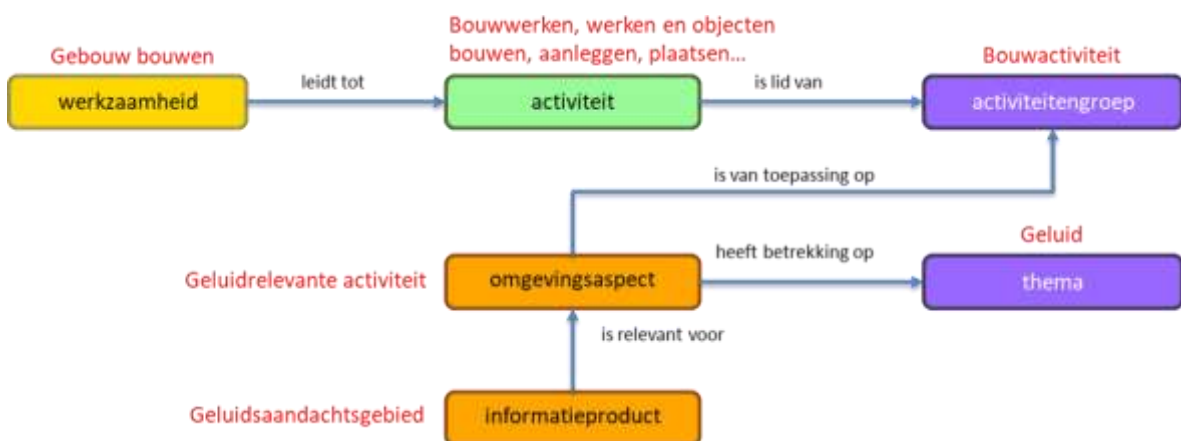 Bouwwerken, werken en objecten
Gebouw bouwen
bouwen, aanleggen, plaatsen...
Bouwactiviteit
werkzaamheid
leidt tot
activiteit
is lid van
activiteitengroep
is van toepassing op
Geluid
heeft betrekking op
Geluidrelevante activiteit
omgevingsaspect
thema
is relevant voor
Geluidsaandachtsgebied
informatieproduct